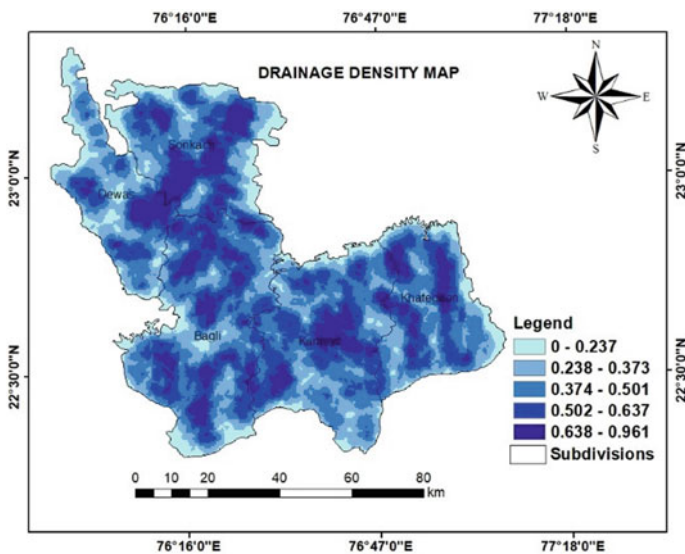 76°16'0"E 76°47'0"E 77°18'0"E
DRAINAGE DENSITY MAP
N
W E
S
23°0'0"N 23°0'0"N
Sonkatch
Dewas
Khategaon
Bagli
Kannod
22°30'0"N 22°30'0"N
Legend
0 - 0.237
0.238 - 0.373
0.374 - 0.501
0.502 - 0.637
0.638 - 0.961
Subdivisions
0 10 20 40 60 80
km
76°16'0"E 76°47'0"E 77°18'0"E